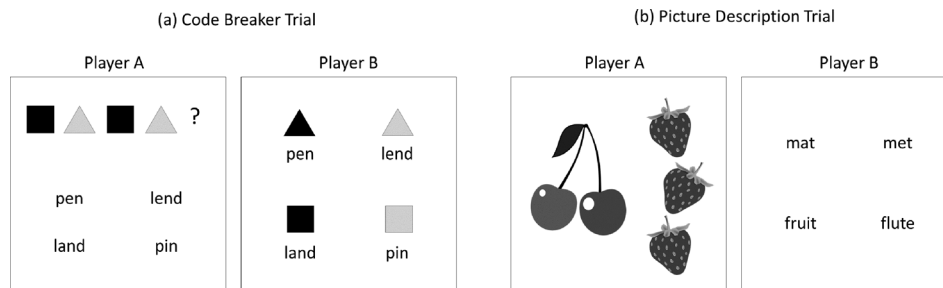 (a) Code Breaker Trial
Player A
Player B
?
pen lend
land pin
pen lend
land pin
(b) Picture Description Trial
Player A
Player B
mat met
fruit flute